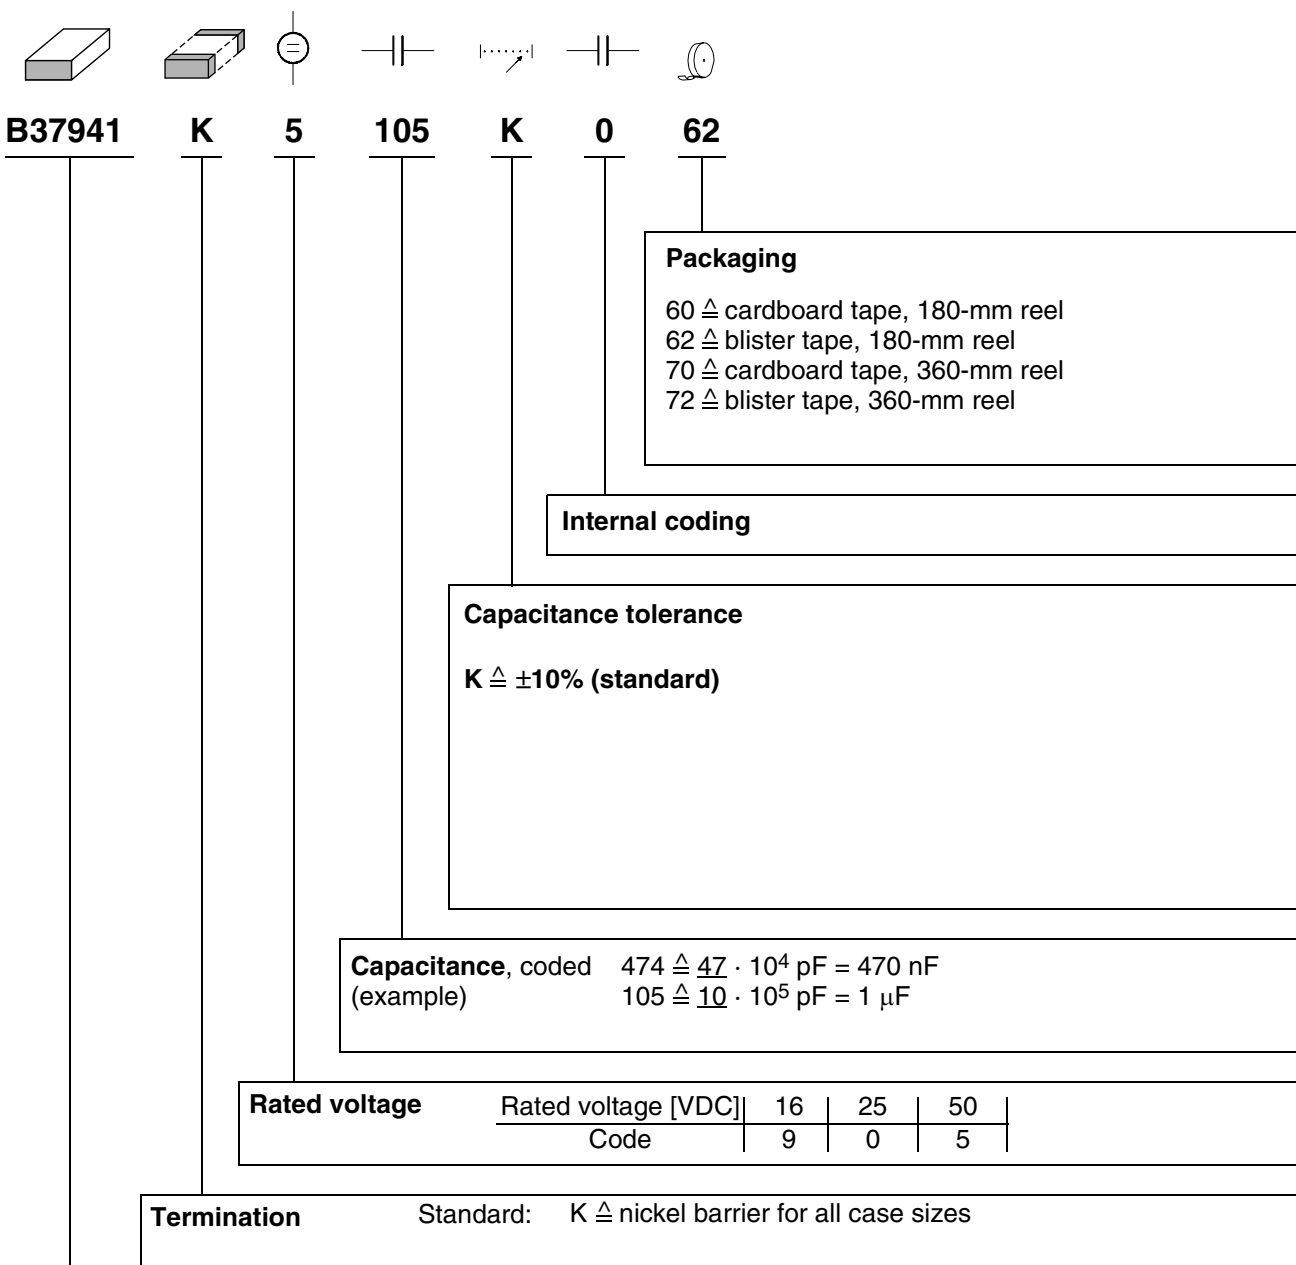 B37941 K 5 105 K 0 62
Packaging
60 ≙ cardboard tape, 180-mm reel
62 ≙ blister tape, 180-mm reel
70 ≙ cardboard tape, 360-mm reel
72 ≙ blister tape, 360-mm reel
Internal coding
Capacitance tolerance
K ≙ ±10% (standard)
Capacitance, coded 474 ≙ 47 · 10⁴ pF = 470 nF
(example) 105 ≙ 10 · 10⁵ pF = 1 μF
Rated voltage Rated voltage [VDC] 16 25 50
Code 9 0 5
Termination Standard: K ≙ nickel barrier for all case sizes